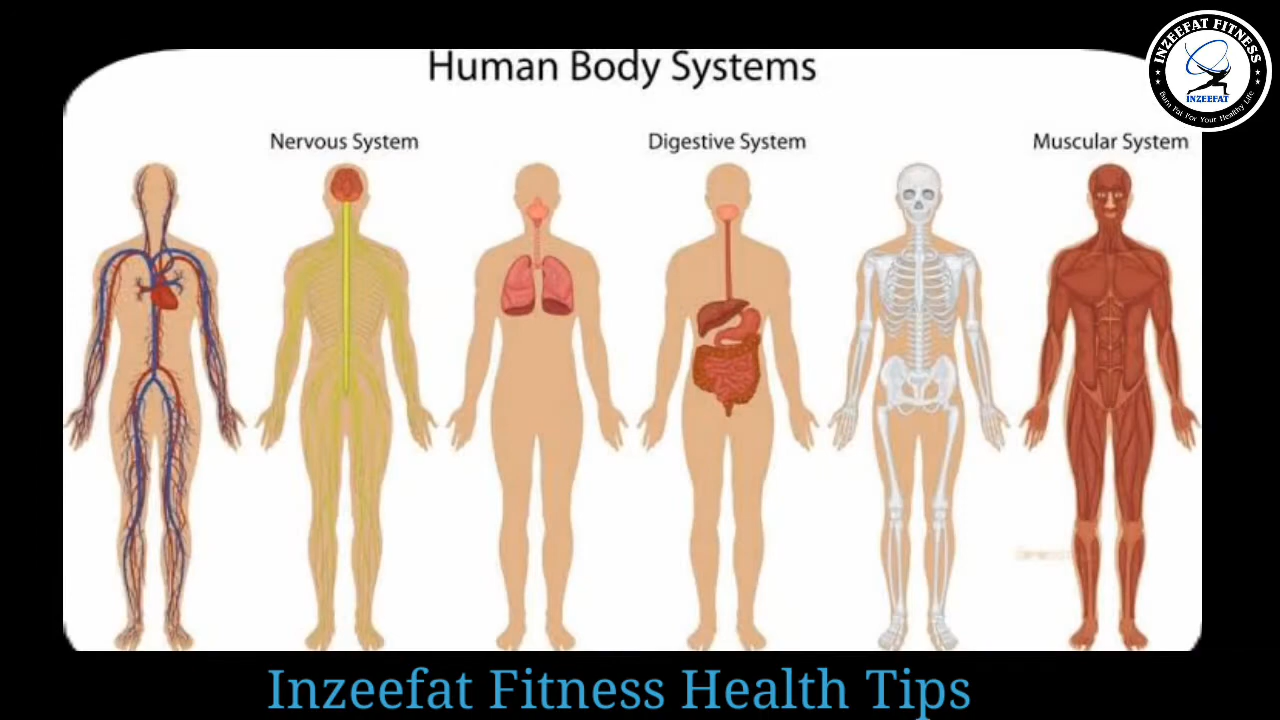 Human Body Systems
INZEEFAT FITNESS
INZEEFAT
Burn Fat For Your Healthy Life
Nervous System
Digestive System
Muscular System
Inzeefat Fitness Health Tips